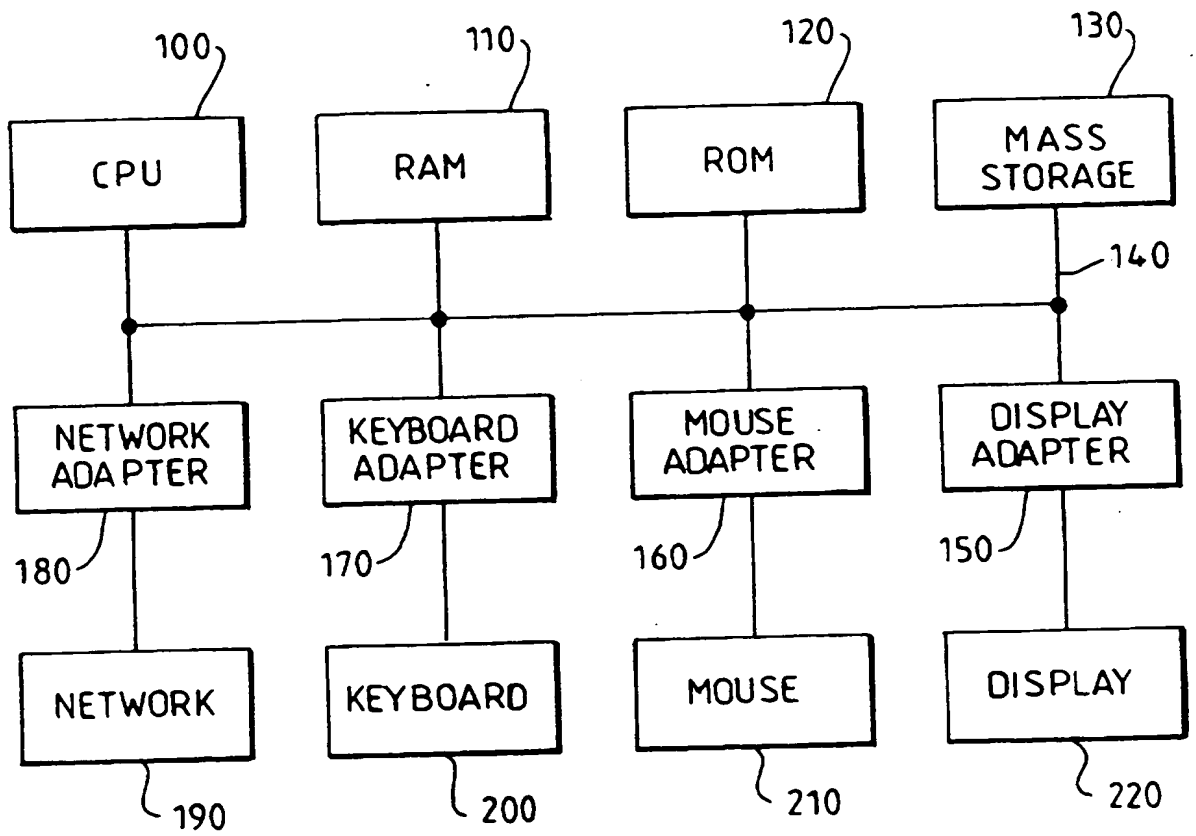 100
110
120
130
CPU
RAM
ROM
MASS
STORAGE
140
NETWORK
ADAPTER
KEYBOARD
ADAPTER
MOUSE
ADAPTER
DISPLAY
ADAPTER
180
170
160
150
NETWORK
KEYBOARD
MOUSE
DISPLAY
190
200
210
220